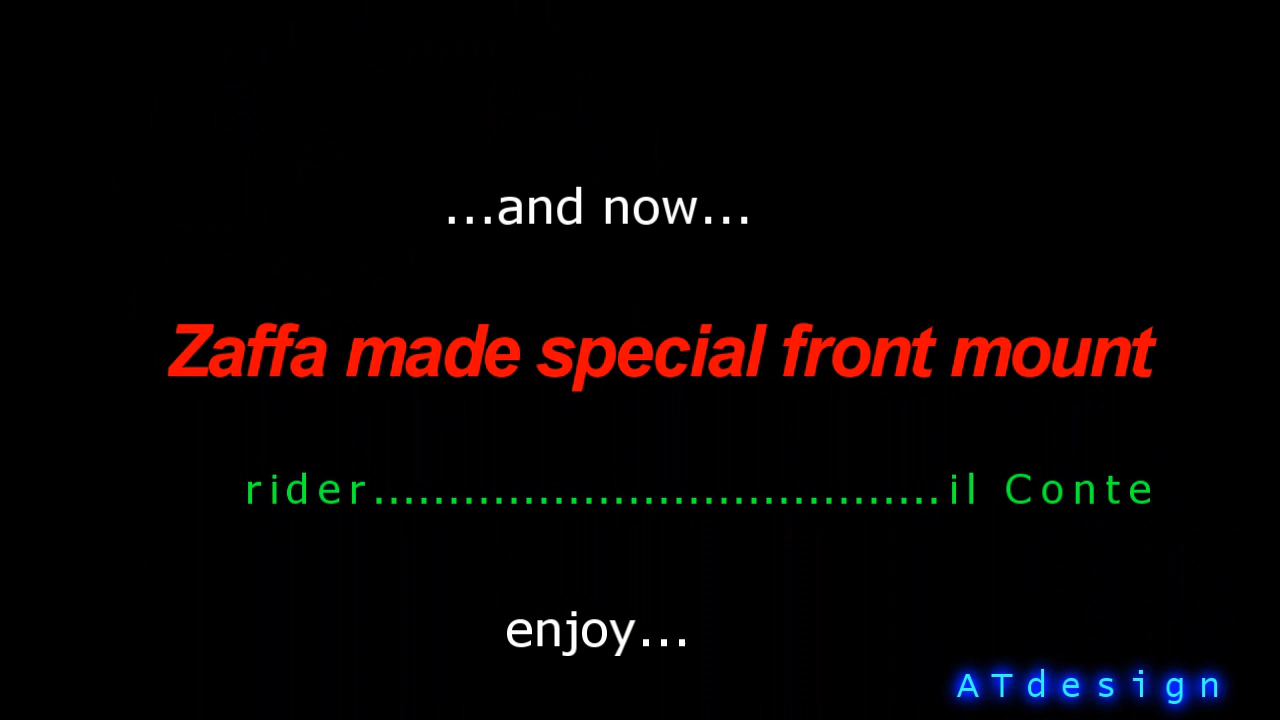 ...and now...
Zaffa made special front mount
rider......................................il Conte
enjoy...
ATdesign